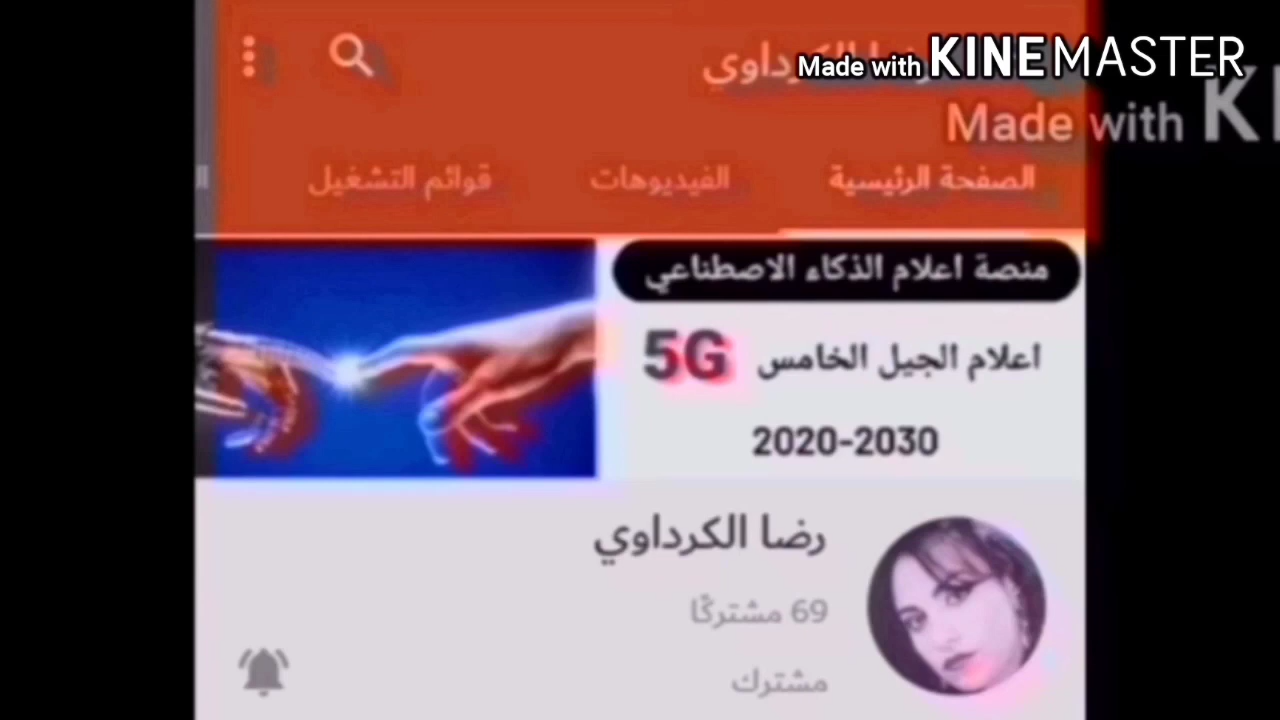 Made with KINEMASTER
Made with K
الصفحة الرئيسية
الفيديوهات
قوائم التشغيل
منصة اعلام الذكاء الاصطناعي
اعلام الجيل الخامس 5G
2020-2030
رضا الكرداوي
69 مشتركًا
مشترك